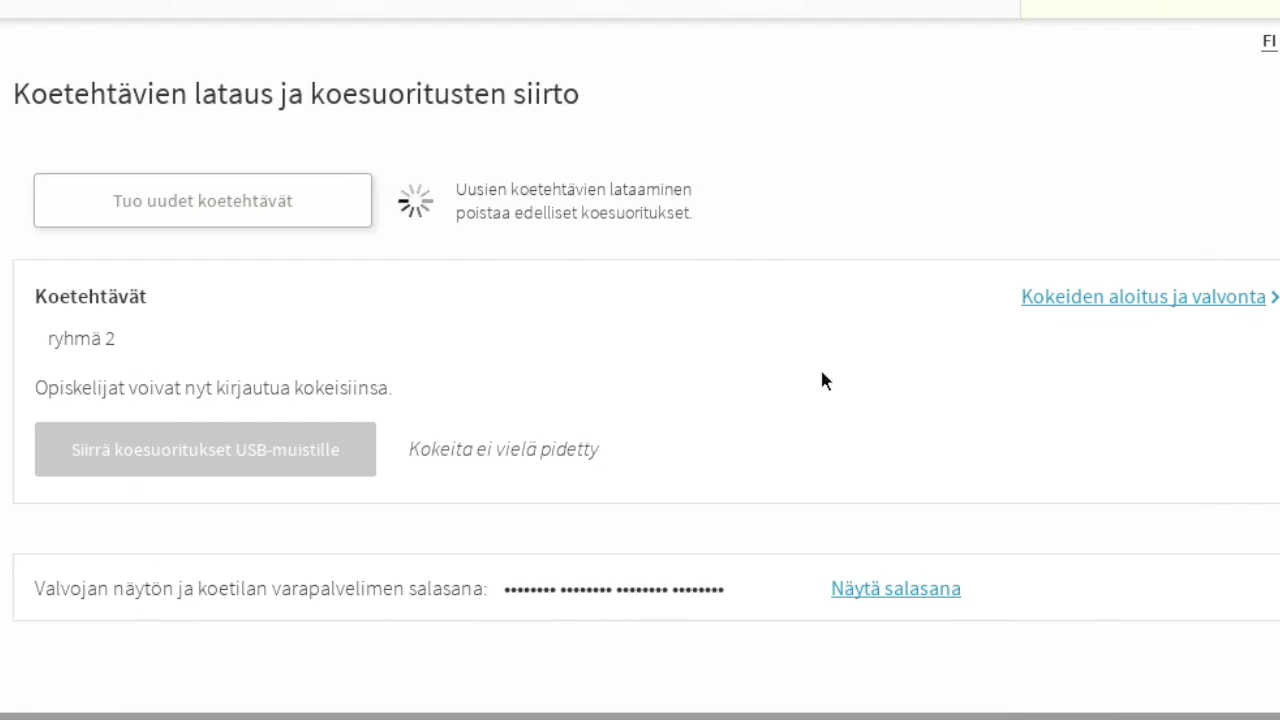 FI
Koetehtävien lataus ja koesuoritusten siirto
Tuo uudet koetehtävät
Uusien koetehtävien lataaminen
poistaa edelliset koesuoritukset.
Koetehtävät
Kokeiden aloitus ja valvonta
ryhmä 2
Opiskelijat voivat nyt kirjautua kokeisiinsa.
Siirrä koesuoritukset USB-muistille
Kokeita ei vielä pidetty
Valvojan näytön ja koetilan varapalvelimen salasana: •••••••• •••••••• •••••••• ••••••••
Näytä salasana